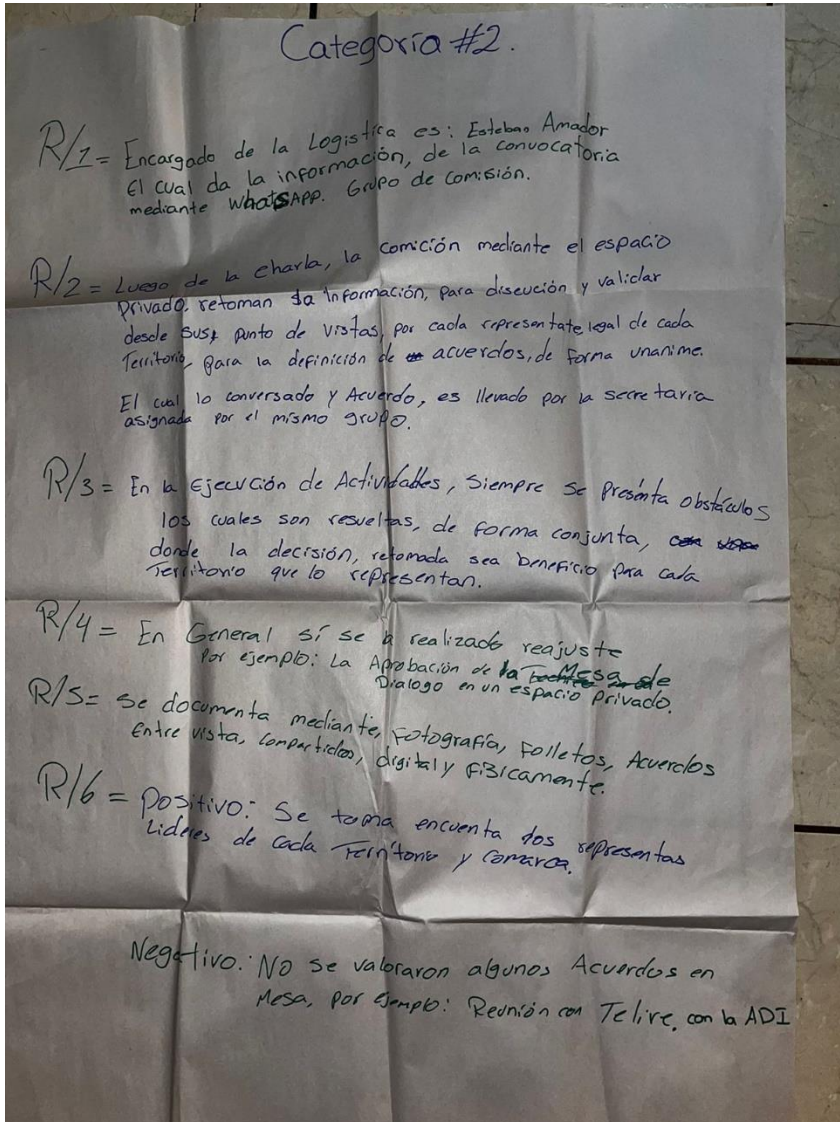 Categoría #2.
R/1= Encargado de la Logistica es: Esteban Amador
El cual da la información, de la convocatoria
mediante WhatsAPP. Grupo de comisión.
R/2= Luego de la charla, la comición mediante el espacio
Privado, retoman la Información, para discución y validar
desde sus punto de vistas, por cada representate legal de cada
Territorio, para la definición de acuerdos, de forma unanime.
El cual lo conversado y Acuerdo, es llevado por la secretaria
asignada por el mismo grupo.
R/3= En la Ejecución de Actividades, Siempre se presenta obstáculos
los cuales son resueltas, de forma conjunta,
donde la decisión, retomada sea beneficio para cada
Territorio que lo representan.
R/4= En General sí se a realizado reajuste
Por ejemplo: La Aprobación de la Mesa de
Dialogo en un espacio privado.
R/5= Se documenta mediante, Fotografía, Folletos, Acuerdos
Entre vista, compartidos, digital y Fisicamente.
R/6= Positivo: Se toma encuenta los representas
Lideres de cada Territorio y Comarca.
Negativo: No se valoraron algunos Acuerdos en
Mesa, por ejemplo: Reunión con Telire, con la ADI